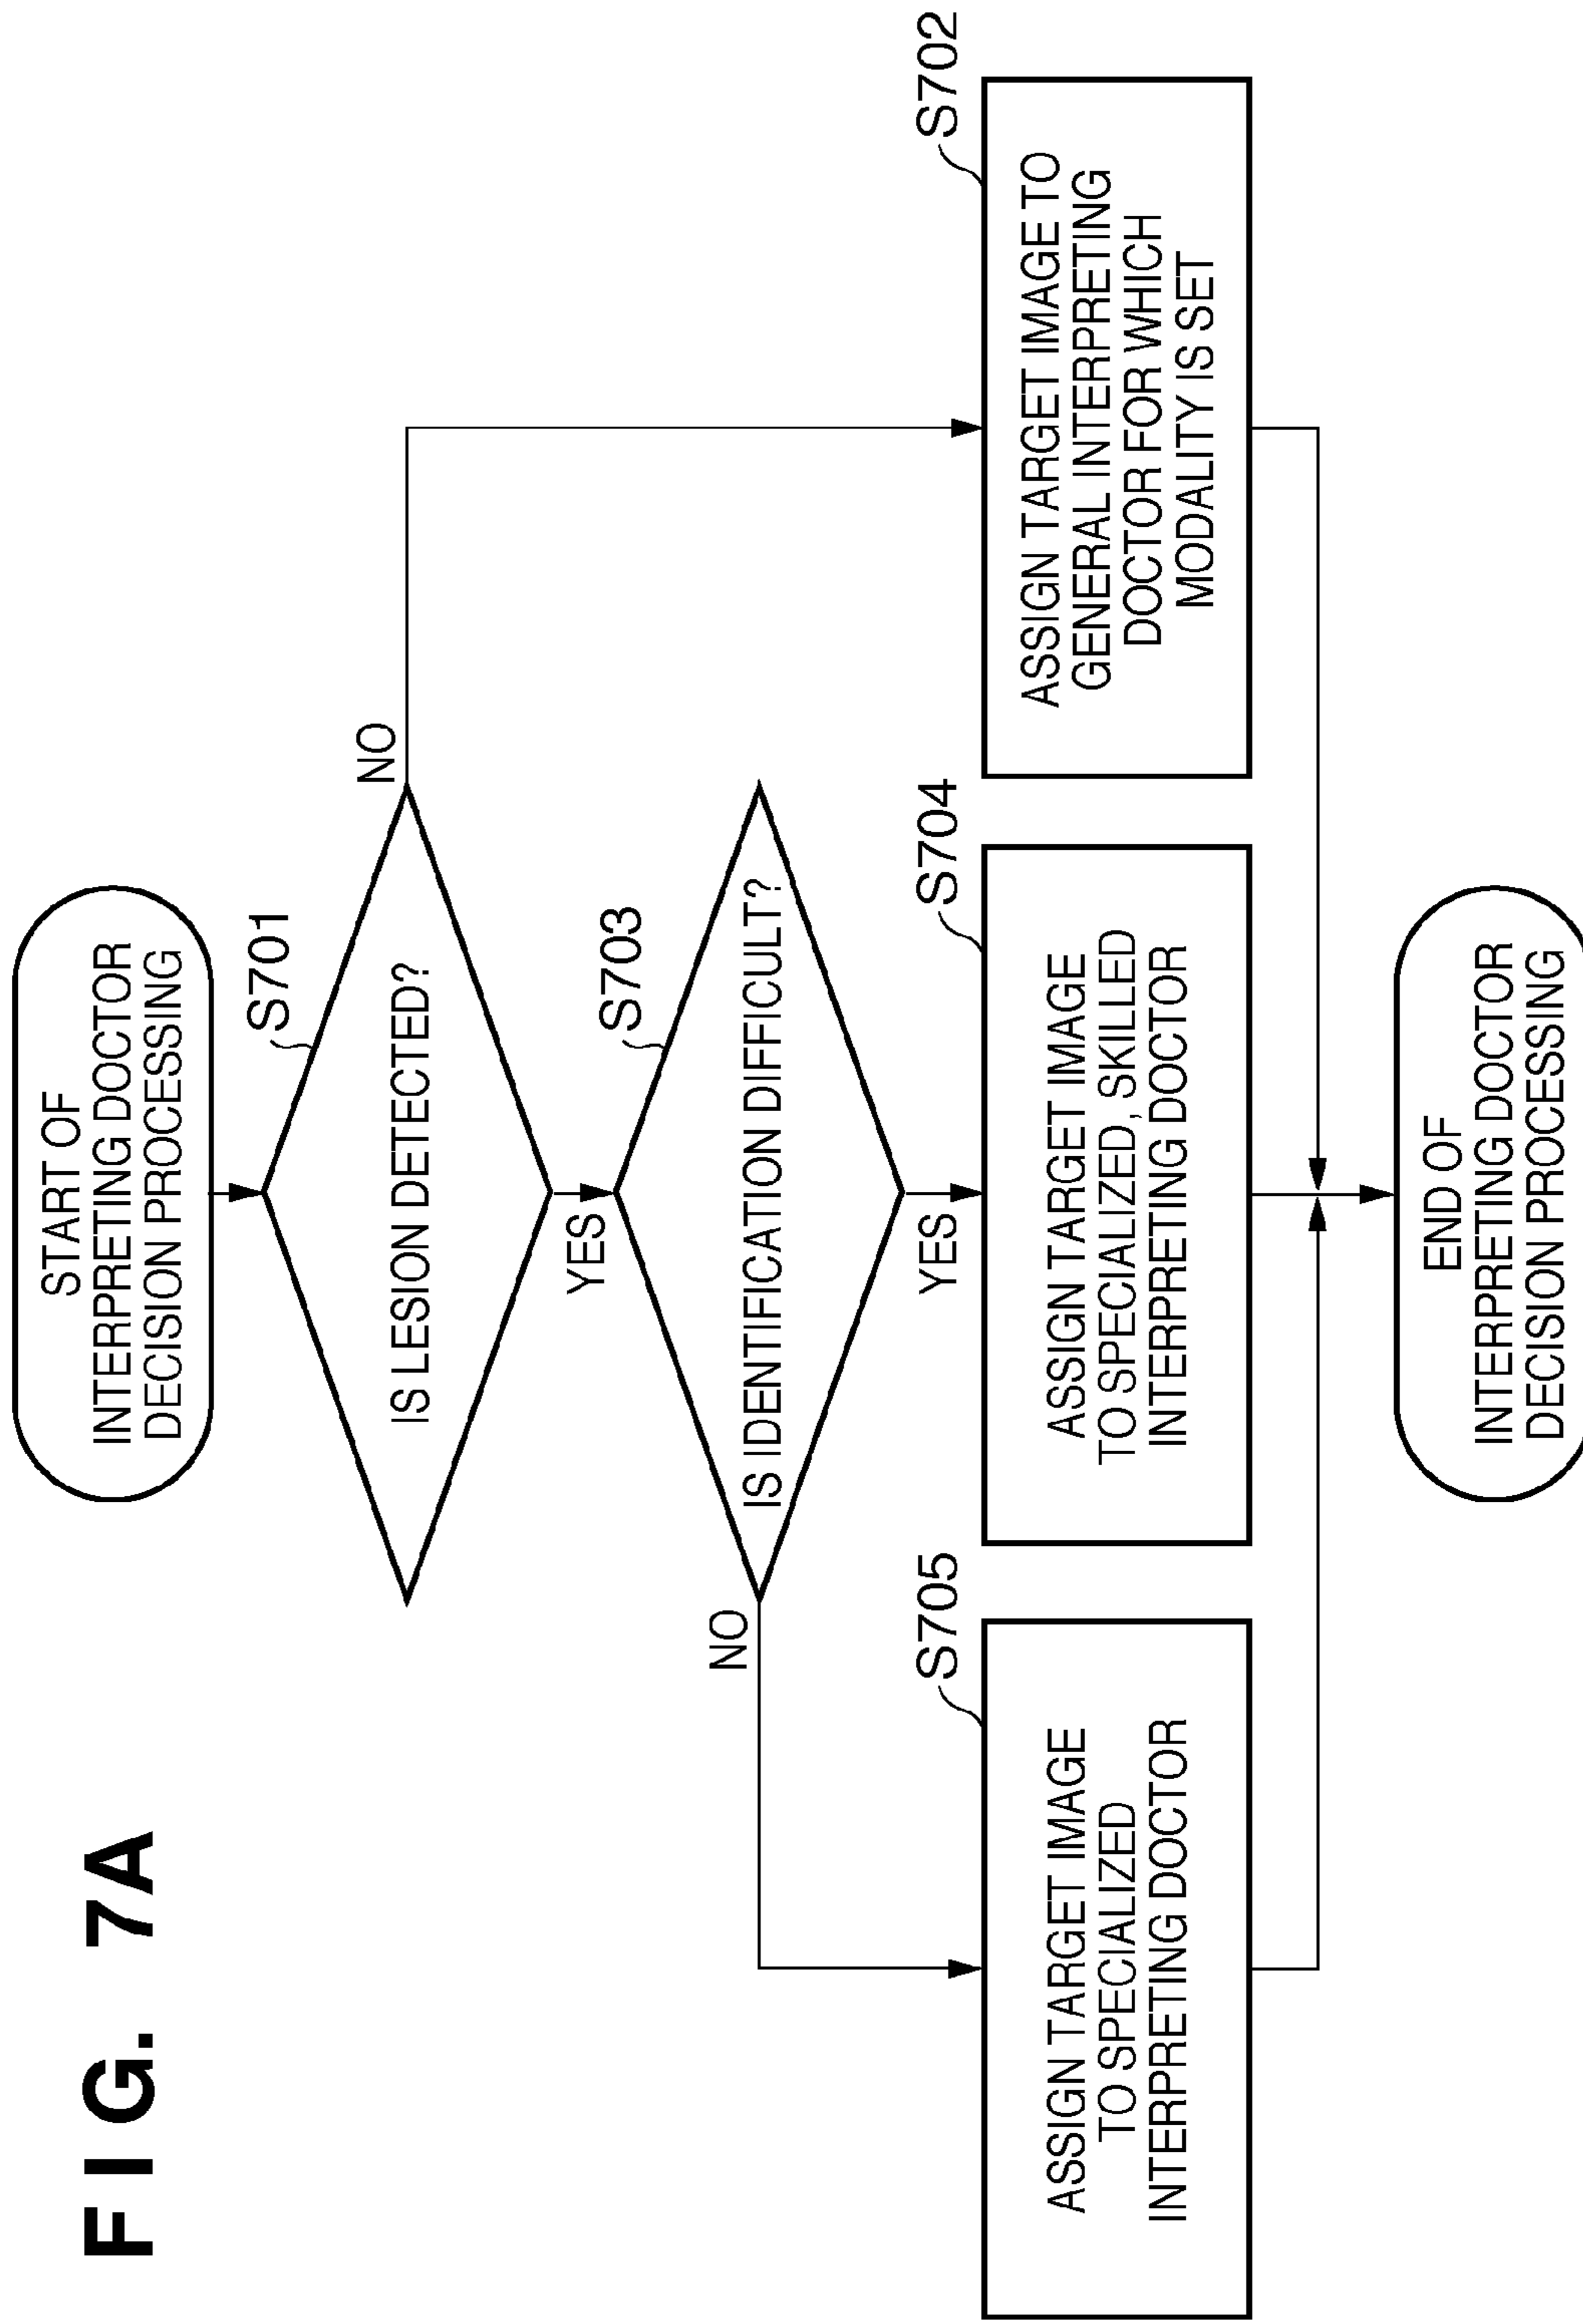 FIG. 7A
START OF
INTERPRETING DOCTOR
DECISION PROCESSING
S701
IS LESION DETECTED?
NO
YES
S703
IS IDENTIFICATION DIFFICULT?
NO
YES
S705
ASSIGN TARGET IMAGE
TO SPECIALIZED
INTERPRETING DOCTOR
S704
ASSIGN TARGET IMAGE
TO SPECIALIZED, SKILLED
INTERPRETING DOCTOR
S702
ASSIGN TARGET IMAGE TO
GENERAL INTERPRETING
DOCTOR FOR WHICH
MODALITY IS SET
END OF
INTERPRETING DOCTOR
DECISION PROCESSING